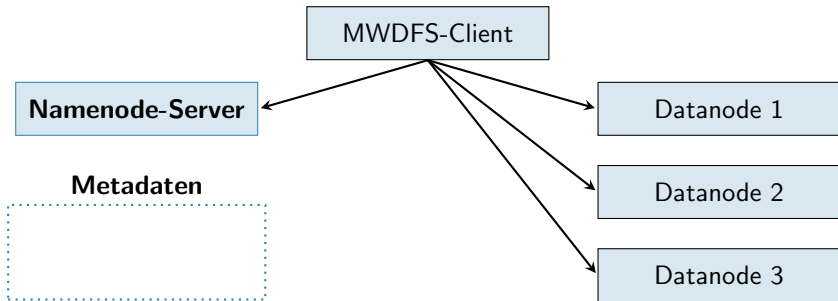 MWDFS-Client
Namenode-Server
Datanode 1
Metadaten
Datanode 2
Datanode 3